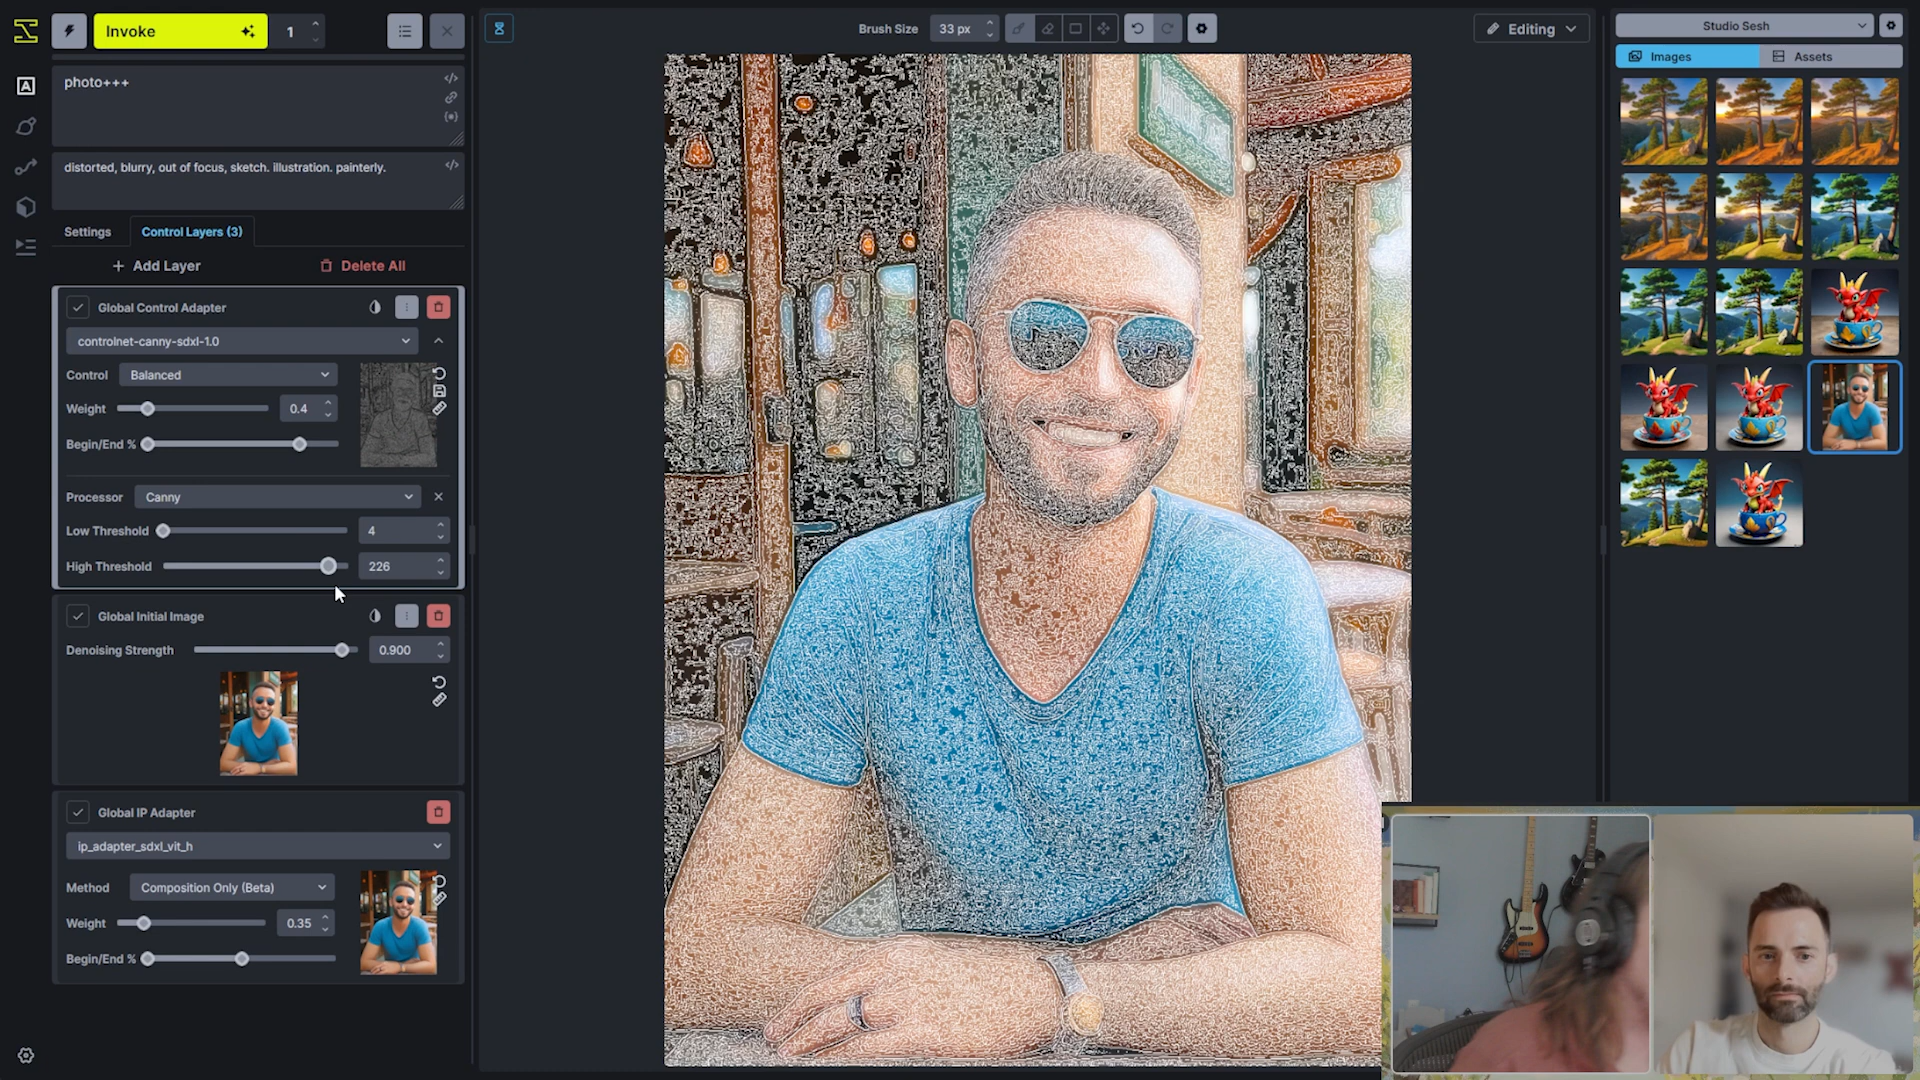 Invoke
1
Brush Size
33 px
Editing
Studio Sesh
Images
Assets
photo+++
distorted, blurry, out of focus, sketch. illustration. painterly.
Settings
Control Layers (3)
Add Layer
Delete All
Global Control Adapter
controlnet-canny-sdxl-1.0
Control
Balanced
Weight
0.4
Begin/End %
Processor
Canny
Low Threshold
4
High Threshold
226
Global Initial Image
Denoising Strength
0.900
Global IP Adapter
ip_adapter_sdxl_vit_h
Method
Composition Only (Beta)
Weight
0.35
Begin/End %